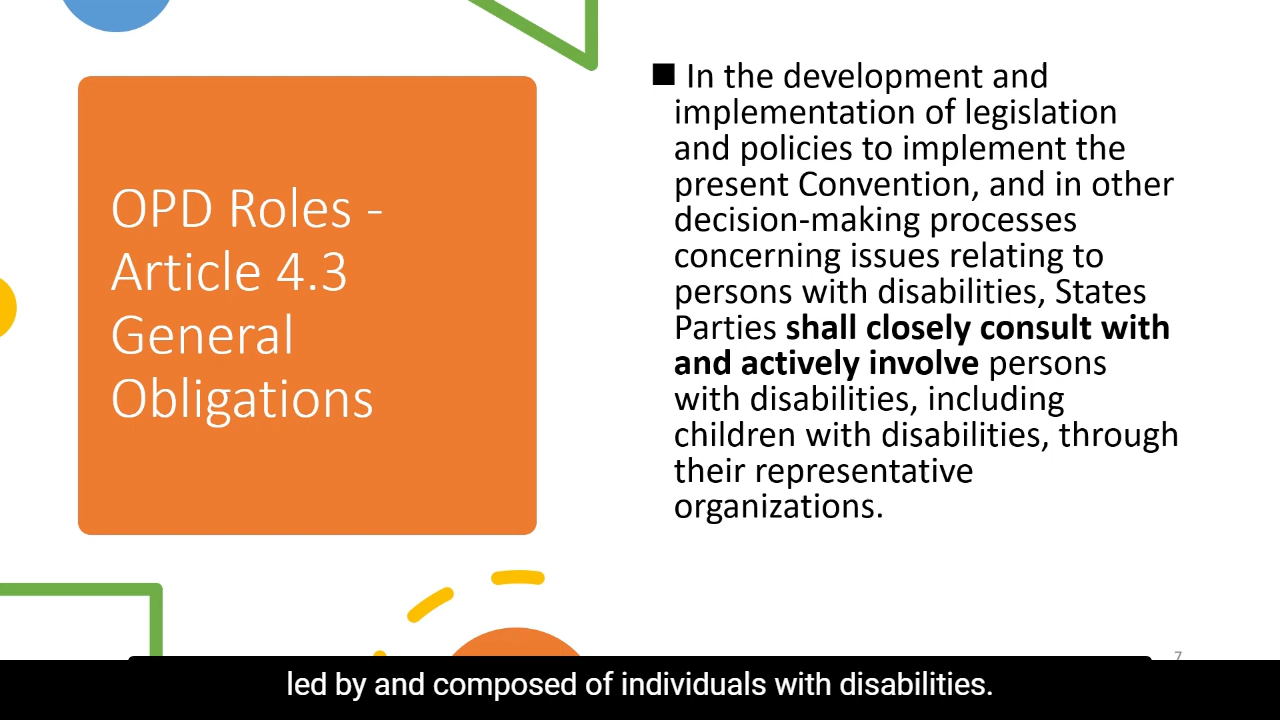 OPD Roles -
Article 4.3
General
Obligations
■ In the development and
implementation of legislation
and policies to implement the
present Convention, and in other
decision-making processes
concerning issues relating to
persons with disabilities, States
Parties shall closely consult with
and actively involve persons
with disabilities, including
children with disabilities, through
their representative
organizations.
7
led by and composed of individuals with disabilities.